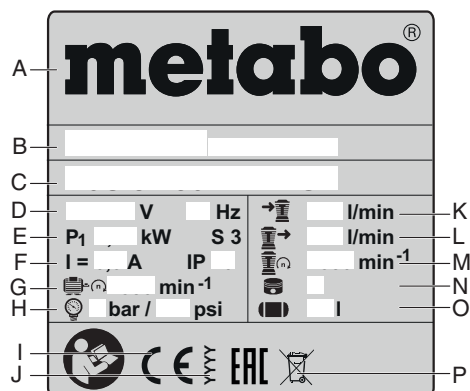 metabo®
A
B
C
D V Hz K
E P1 kW S 3 l/min L
F I = A IP l/min M
G min-1 min-1 N
H bar / psi l O
I
J CE EAC P